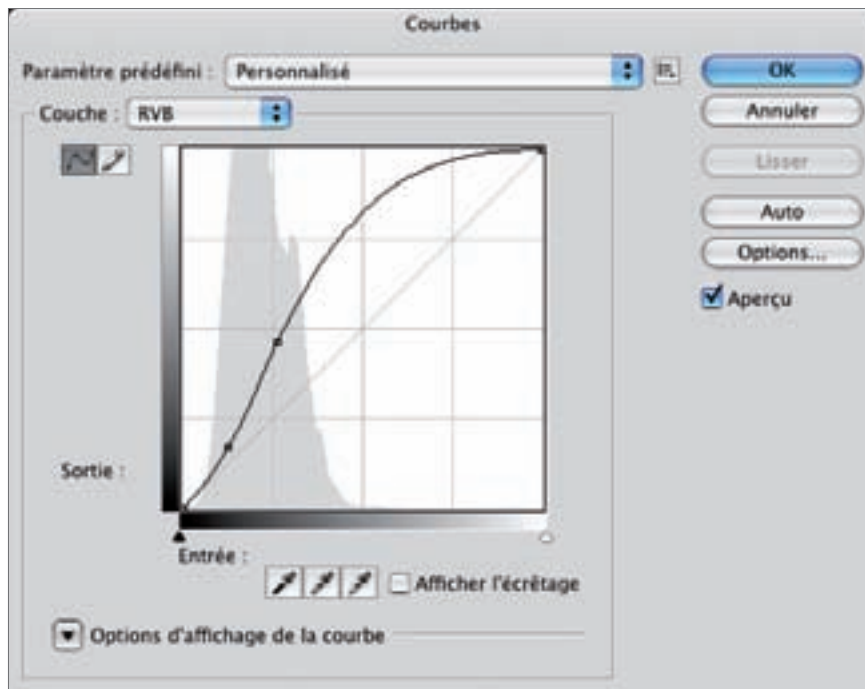 Courbes
Paramètre prédéfini : Personnalisé
OK
Couche : RVB
Annuler
Lisser
Auto
Options...
Aperçu
Sortie :
Entrée :
Afficher l'écrêtage
Options d'affichage de la courbe